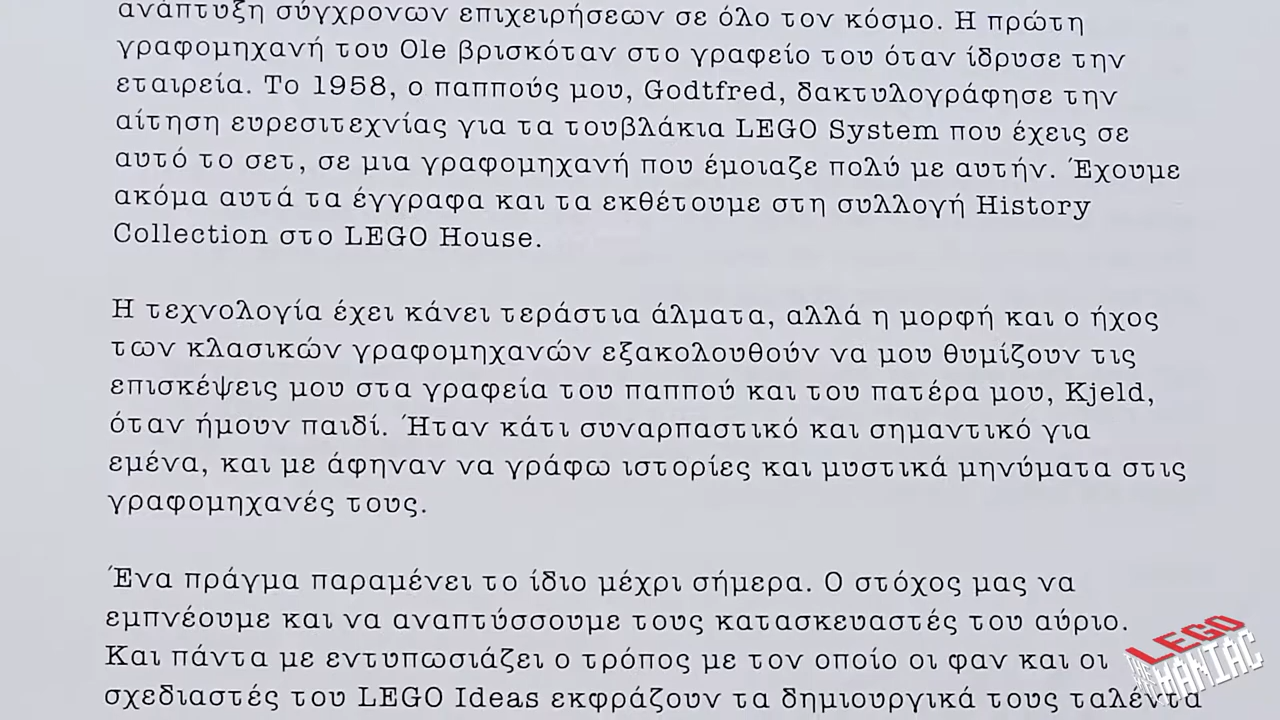 ανάπτυξη σύγχρονων επιχειρήσεων σε όλο τον κόσμο. Η πρώτη
γραφομηχανή του Ole βρισκόταν στο γραφείο του όταν ίδρυσε την
εταιρεία. Το 1958, ο παππούς μου, Godtfred, δακτυλογράφησε την
αίτηση ευρεσιτεχνίας για τα τουβλάκια LEGO System που έχεις σε
αυτό το σετ, σε μια γραφομηχανή που έμοιαζε πολύ με αυτήν. Έχουμε
ακόμα αυτά τα έγγραφα και τα εκθέτουμε στη συλλογή History
Collection στο LEGO House.
Η τεχνολογία έχει κάνει τεράστια άλματα, αλλά η μορφή και ο ήχος
των κλασικών γραφομηχανών εξακολουθούν να μου θυμίζουν τις
επισκέψεις μου στα γραφεία του παππού και του πατέρα μου, Kjeld,
όταν ήμουν παιδί. Ήταν κάτι συναρπαστικό και σημαντικό για
εμένα, και με άφηναν να γράφω ιστορίες και μυστικά μηνύματα στις
γραφομηχανές τους.
Ένα πράγμα παραμένει το ίδιο μέχρι σήμερα. Ο στόχος μας να
εμπνέουμε και να αναπτύσσουμε τους κατασκευαστές του αύριο.
Και πάντα με εντυπωσιάζει ο τρόπος με τον οποίο οι φαν και οι
σχεδιαστές του LEGO Ideas εκφράζουν τα δημιουργικά τους ταλέντα
THE LEGO MANIAC